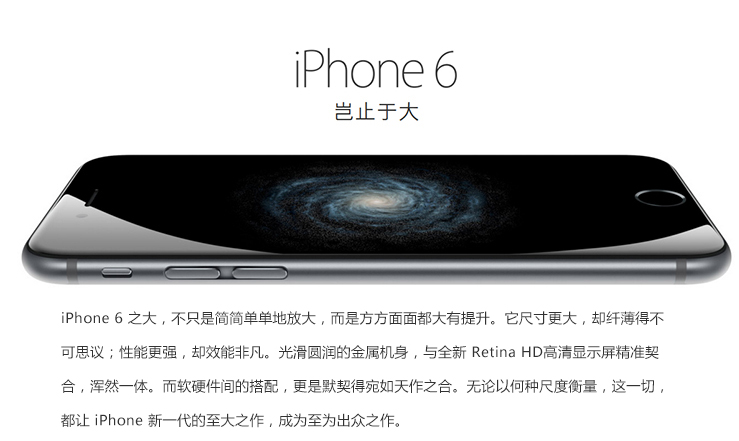 iPhone 6
岂止于大
iPhone 6 之大，不只是简简单单地放大，而是方方面面都大有提升。它尺寸更大，却纤薄得不
可思议；性能更强，却效能非凡。光滑圆润的金属机身，与全新 Retina HD高清显示屏精准契
合，浑然一体。而软硬件间的搭配，更是默契得宛如天作之合。无论以何种尺度衡量，这一切，
都让 iPhone 新一代的至大之作，成为至为出众之作。